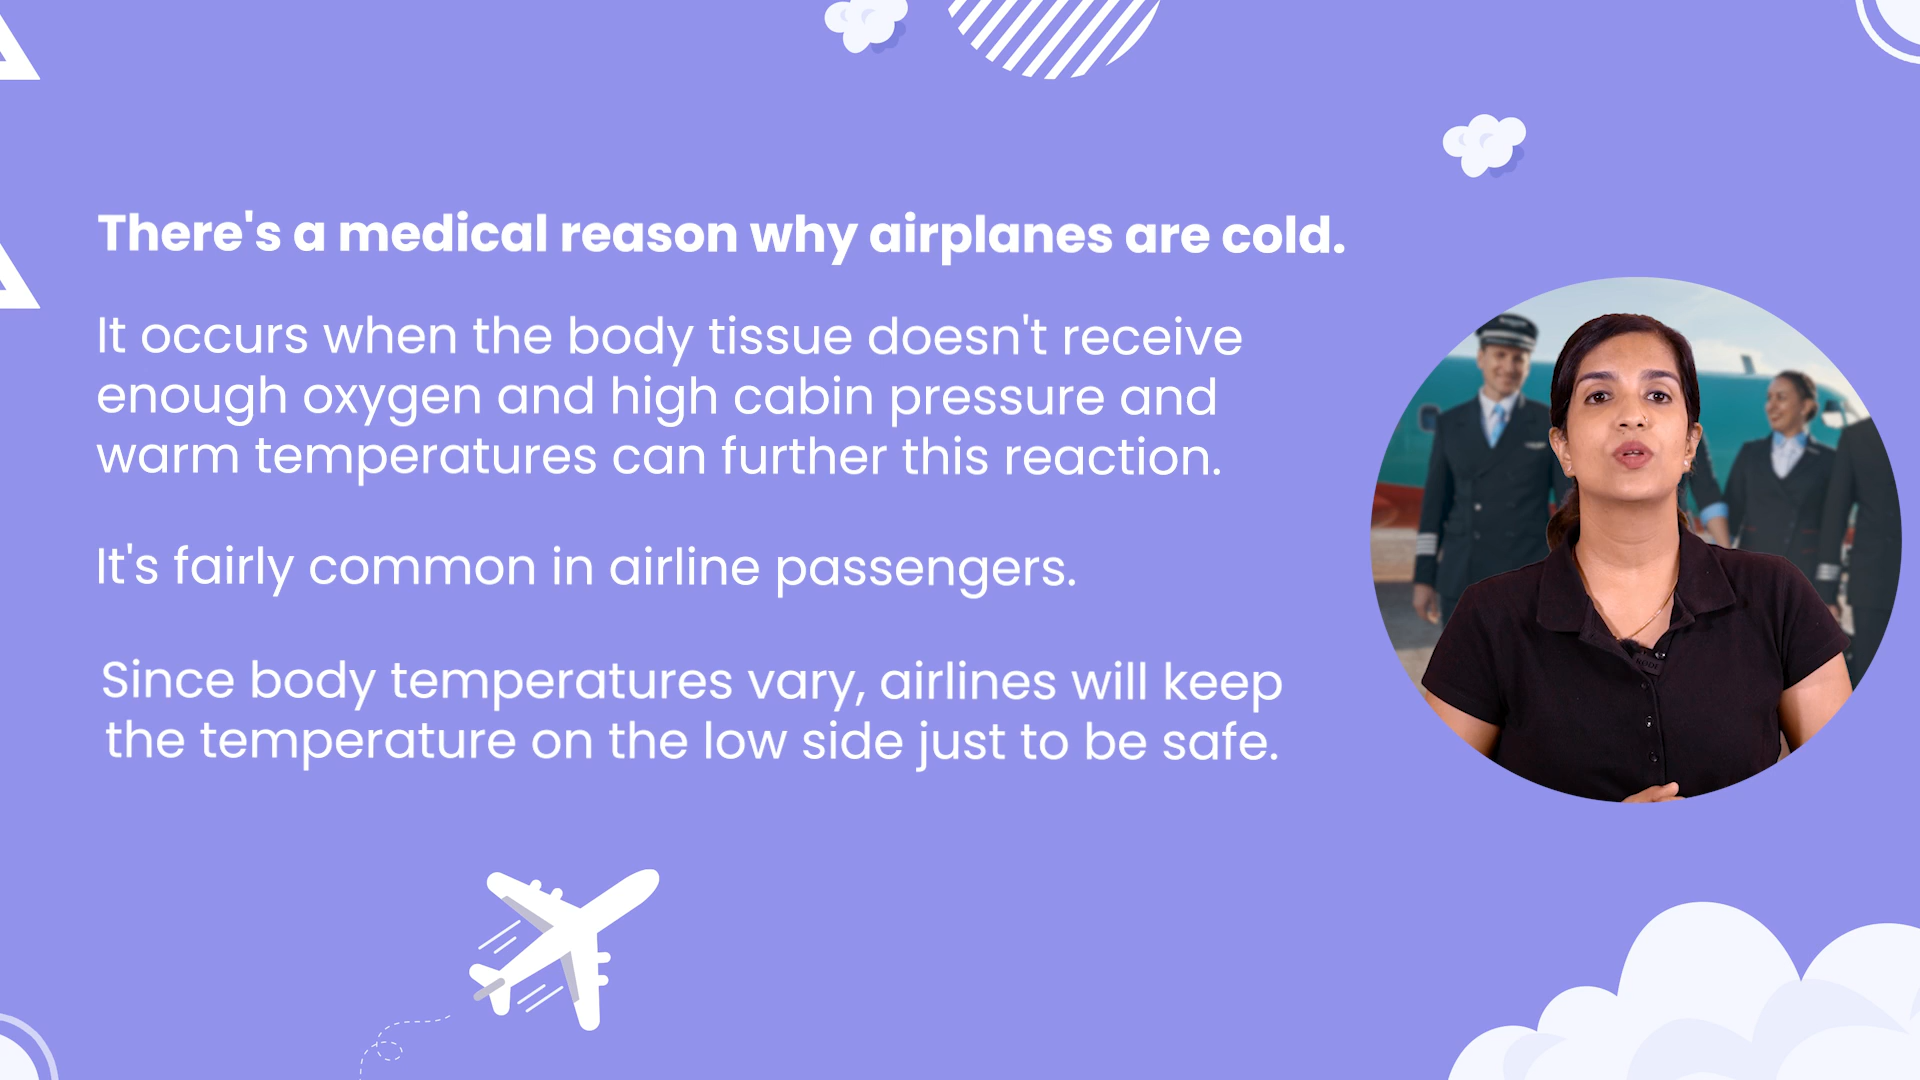 There's a medical reason why airplanes are cold.
It occurs when the body tissue doesn't receive
enough oxygen and high cabin pressure and
warm temperatures can further this reaction.
It's fairly common in airline passengers.
Since body temperatures vary, airlines will keep
the temperature on the low side just to be safe.